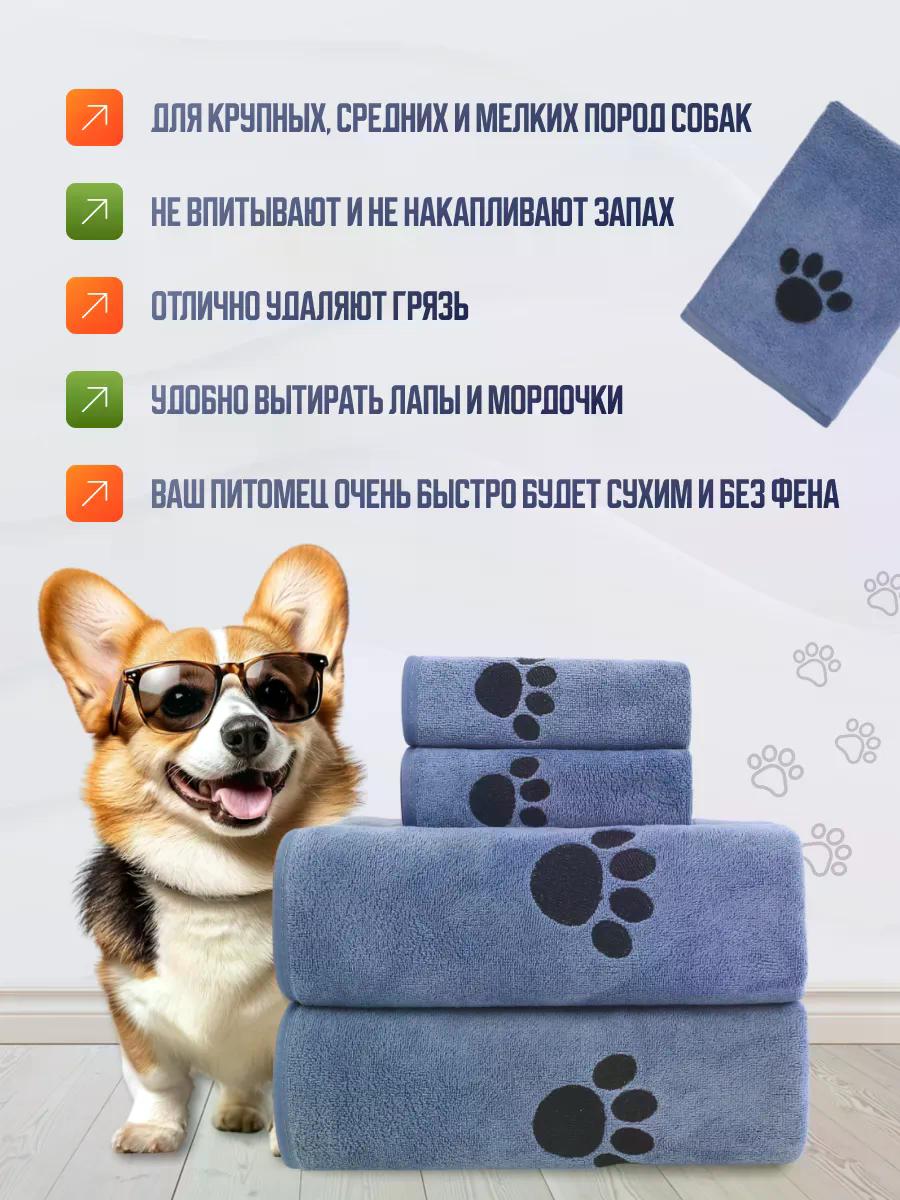 ДЛЯ КРУПНЫХ, СРЕДНИХ И МЕЛКИХ ПОРОД СОБАК
НЕ ВПИТЫВАЮТ И НЕ НАКАПЛИВАЮТ ЗАПАХ
ОТЛИЧНО УДАЛЯЮТ ГРЯЗЬ
УДОБНО ВЫТИРАТЬ ЛАПЫ И МОРДОЧКИ
ВАШ ПИТОМЕЦ ОЧЕНЬ БЫСТРО БУДЕТ СУХИМ И БЕЗ ФЕНА